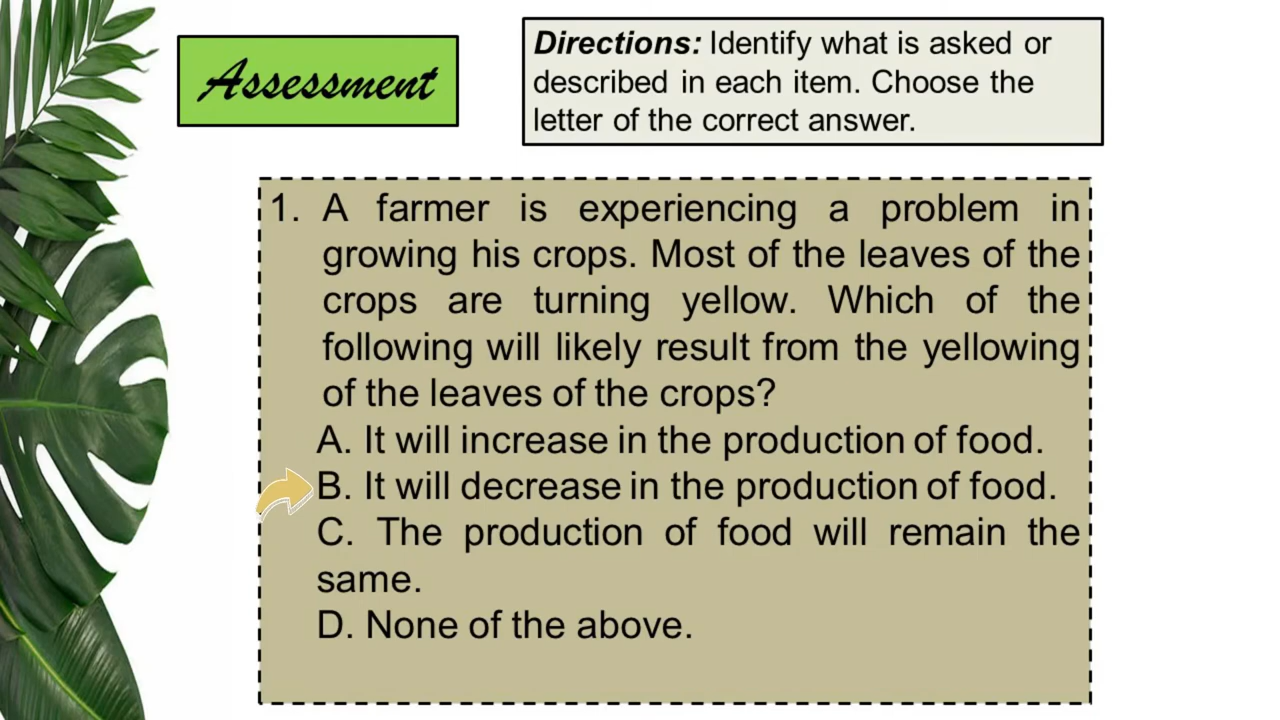 Assessment
Directions: Identify what is asked or
described in each item. Choose the
letter of the correct answer.
1. A farmer is experiencing a problem in
growing his crops. Most of the leaves of the
crops are turning yellow. Which of the
following will likely result from the yellowing
of the leaves of the crops?
A. It will increase in the production of food.
B. It will decrease in the production of food.
C. The production of food will remain the
same.
D. None of the above.